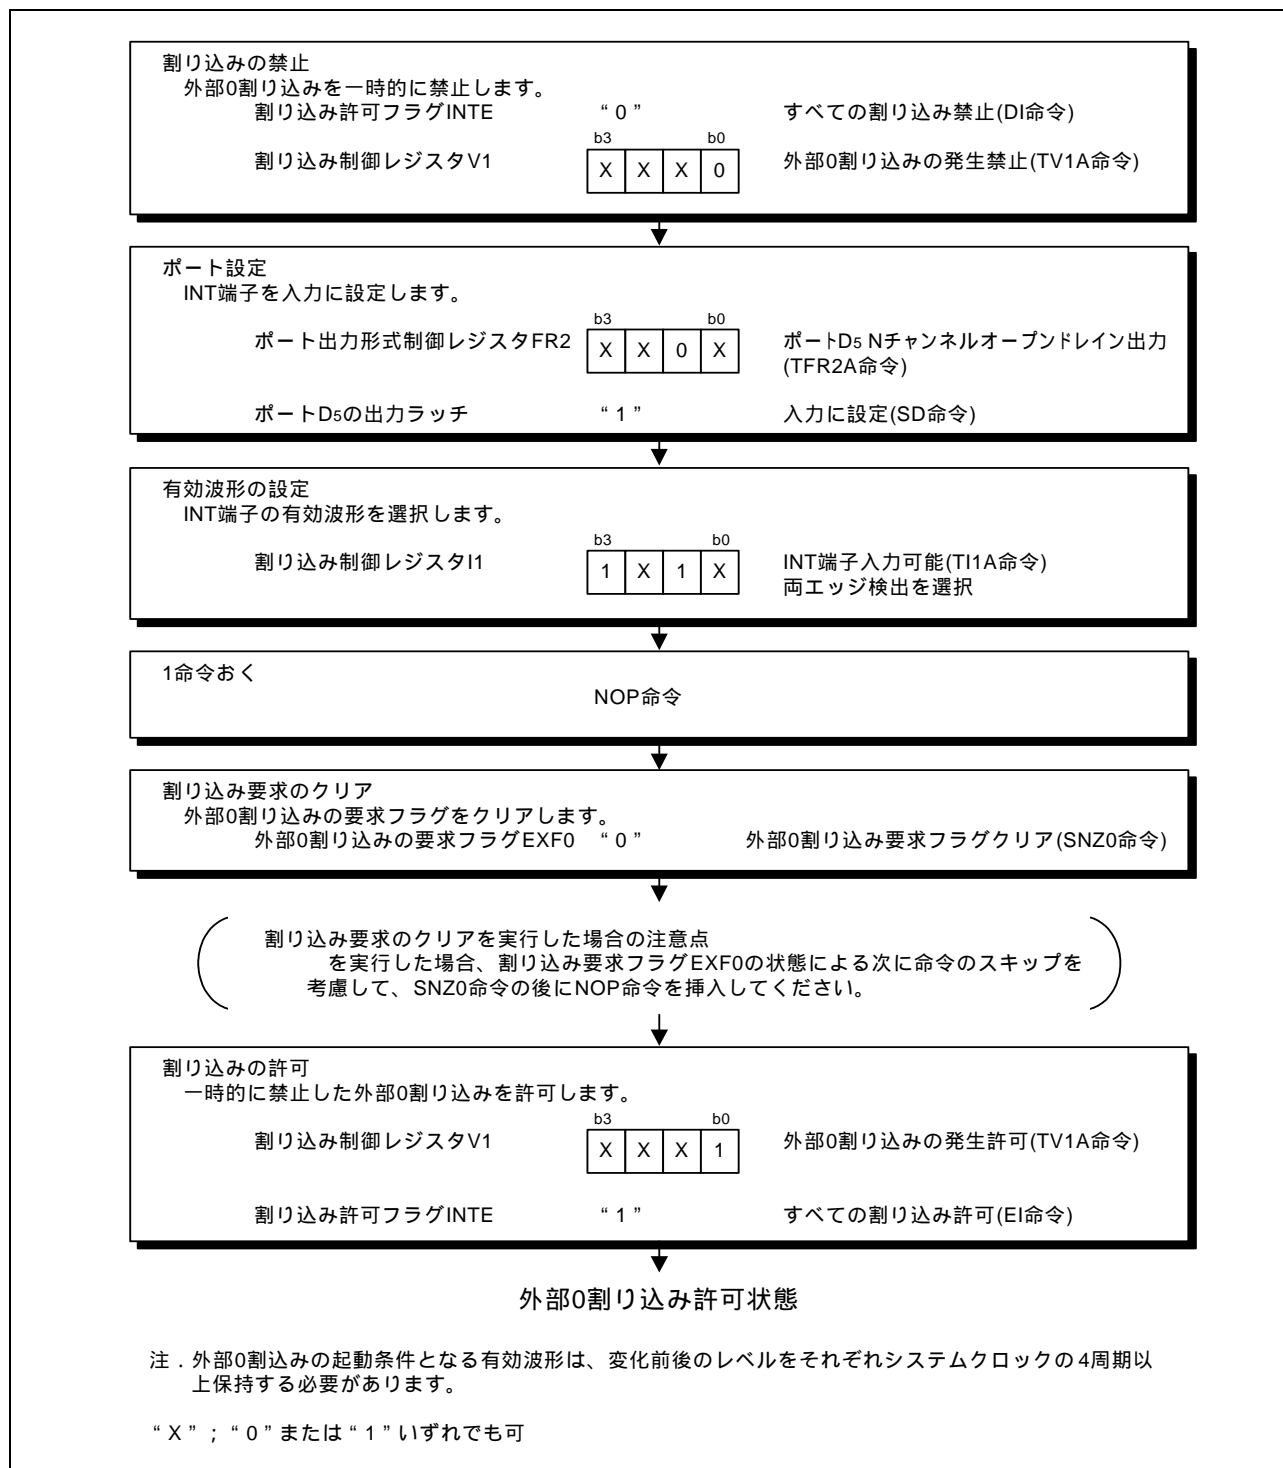 割り込みの禁止
外部0割り込みを一時的に禁止します。
割り込み許可フラグINTE “0” すべての割り込み禁止(DI命令)
b3 b0
割り込み制御レジスタV1 X X X 0 外部0割り込みの発生禁止(TV1A命令)
ポート設定
INT端子を入力に設定します。
b3 b0
ポート出力形式制御レジスタFR2 X X 0 X ポートD5 Nチャンネルオープンドレイン出力
(TFR2A命令)
ポートD5の出力ラッチ “1” 入力に設定(SD命令)
有効波形の設定
INT端子の有効波形を選択します。
b3 b0
割り込み制御レジスタI1 1 X 1 X INT端子入力可能(TI1A命令)
両エッジ検出を選択
1命令おく
NOP命令
割り込み要求のクリア
外部0割り込みの要求フラグをクリアします。
外部0割り込みの要求フラグEXF0 “0” 外部0割り込み要求フラグクリア(SNZ0命令)
割り込み要求のクリアを実行した場合の注意点
を実行した場合、割り込み要求フラグEXF0の状態による次に命令のスキップを
考慮して、SNZ0命令の後にNOP命令を挿入してください。
割り込みの許可
一時的に禁止した外部0割り込みを許可します。
b3 b0
割り込み制御レジスタV1 X X X 1 外部0割り込みの発生許可(TV1A命令)
割り込み許可フラグINTE “1” すべての割り込み許可(EI命令)
外部0割り込み許可状態
注．外部0割込みの起動条件となる有効波形は、変化前後のレベルをそれぞれシステムクロックの4周期以
上保持する必要があります。
“X”；“0”または“1”いずれでも可